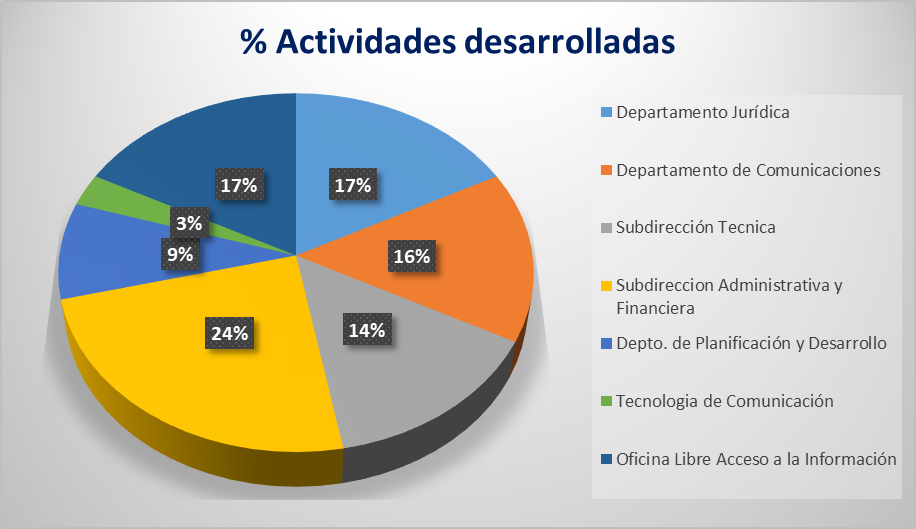 % Actividades desarrolladas
17%
17%
3%
16%
9%
24%
14%
Departamento Jurídica
Departamento de Comunicaciones
Subdirección Tecnica
Subdireccion Administrativa y
Financiera
Depto. de Planificación y Desarrollo
Tecnologia de Comunicación
Oficina Libre Acceso a la Información